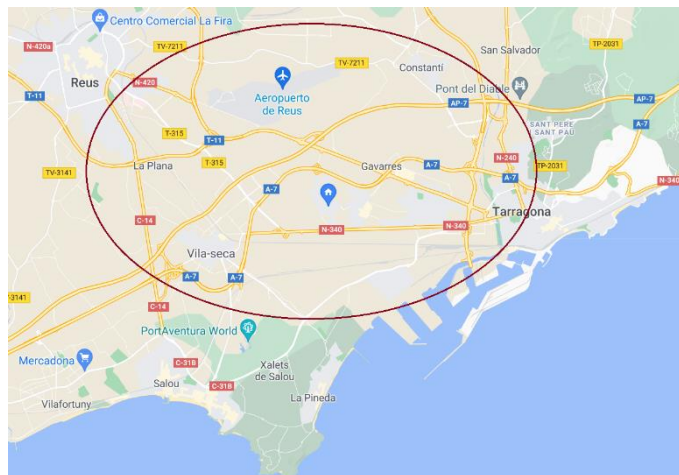 Centro Comercial La Fira
N-420a
TV-7211
San Salvador
TP-2031
Reus
N-420
Aeropuerto
de Reus
TV-7211
Constantí
Pont del Diable
T-11
AP-7
AP-7
A-7
T-315
T-11
SANT PERE
I SANT PAU
TV-3141
La Plana
T-315
Gavarres
A-7
N-240
TP-2031
A-7
A-7
N-340
C-14
Tarragona
N-340
N-340
Vila-seca
A-7
A-7
A-7
-3141
C-14
PortAventura World
Mercadona
C-31B
Xalets
de Salou
Salou
C-31B
La Pineda
Vilafortuny